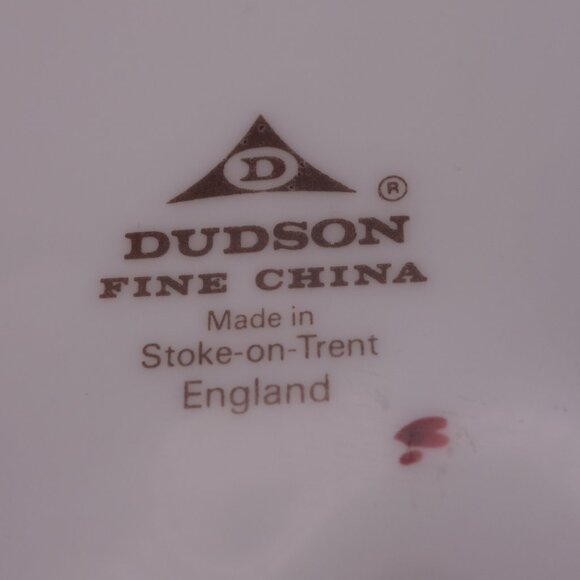 D
®
DUDSON
FINE CHINA
Made in
Stoke-on-Trent
England